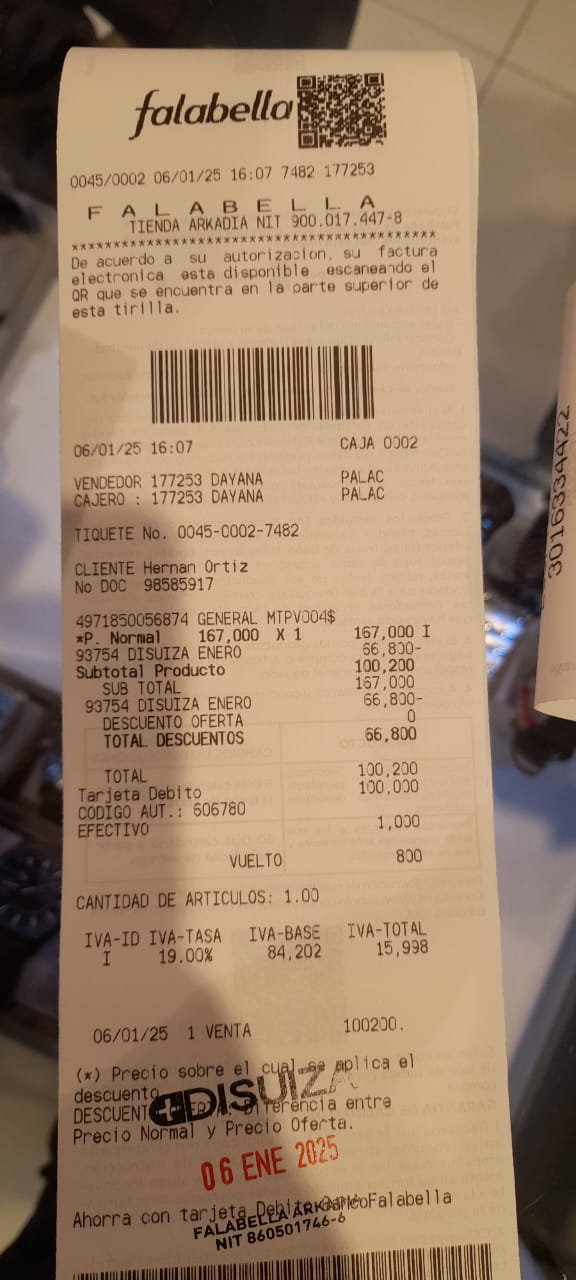 falabella
0045/0002 06/01/25 16:07 7482 177253
F A L A B E L L A
TIENDA ARKADIA NIT 900.017.447-8
****************************************
De acuerdo a su autorizacion, su factura
electronica esta disponible escaneando el
QR que se encuentra en la parte superior de
esta tirilla.
06/01/25 16:07 CAJA 0002
VENDEDOR 177253 DAYANA PALAC
CAJERO : 177253 DAYANA PALAC
TIQUETE No. 0045-0002-7482
CLIENTE Hernan Ortiz
No DOC 98585917
4971850056874 GENERAL MTPV004$
*P. Normal 167,000 X 1 167,000 I
93754 DISUIZA ENERO 66,800-
Subtotal Producto 100,200
SUB TOTAL 167,000
93754 DISUIZA ENERO 66,800-
DESCUENTO OFERTA 0
TOTAL DESCUENTOS 66,800
TOTAL 100,200
Tarjeta Debito 100,000
CODIGO AUT.: 606780
EFECTIVO 1,000
VUELTO 800
CANTIDAD DE ARTICULOS: 1.00
IVA-ID IVA-TASA IVA-BASE IVA-TOTAL
I 19.00% 84,202 15,998
06/01/25 1 VENTA 100200.
(*) Precio sobre el cual se aplica el
descuento
DISUIZA
Diferencia entre
Precio Normal y Precio Oferta.
06 ENE 2025
Ahorra con tarjeta Debito BancoFalabella
FALABELLA ARKADIA
NIT 860501746-6
3016334422